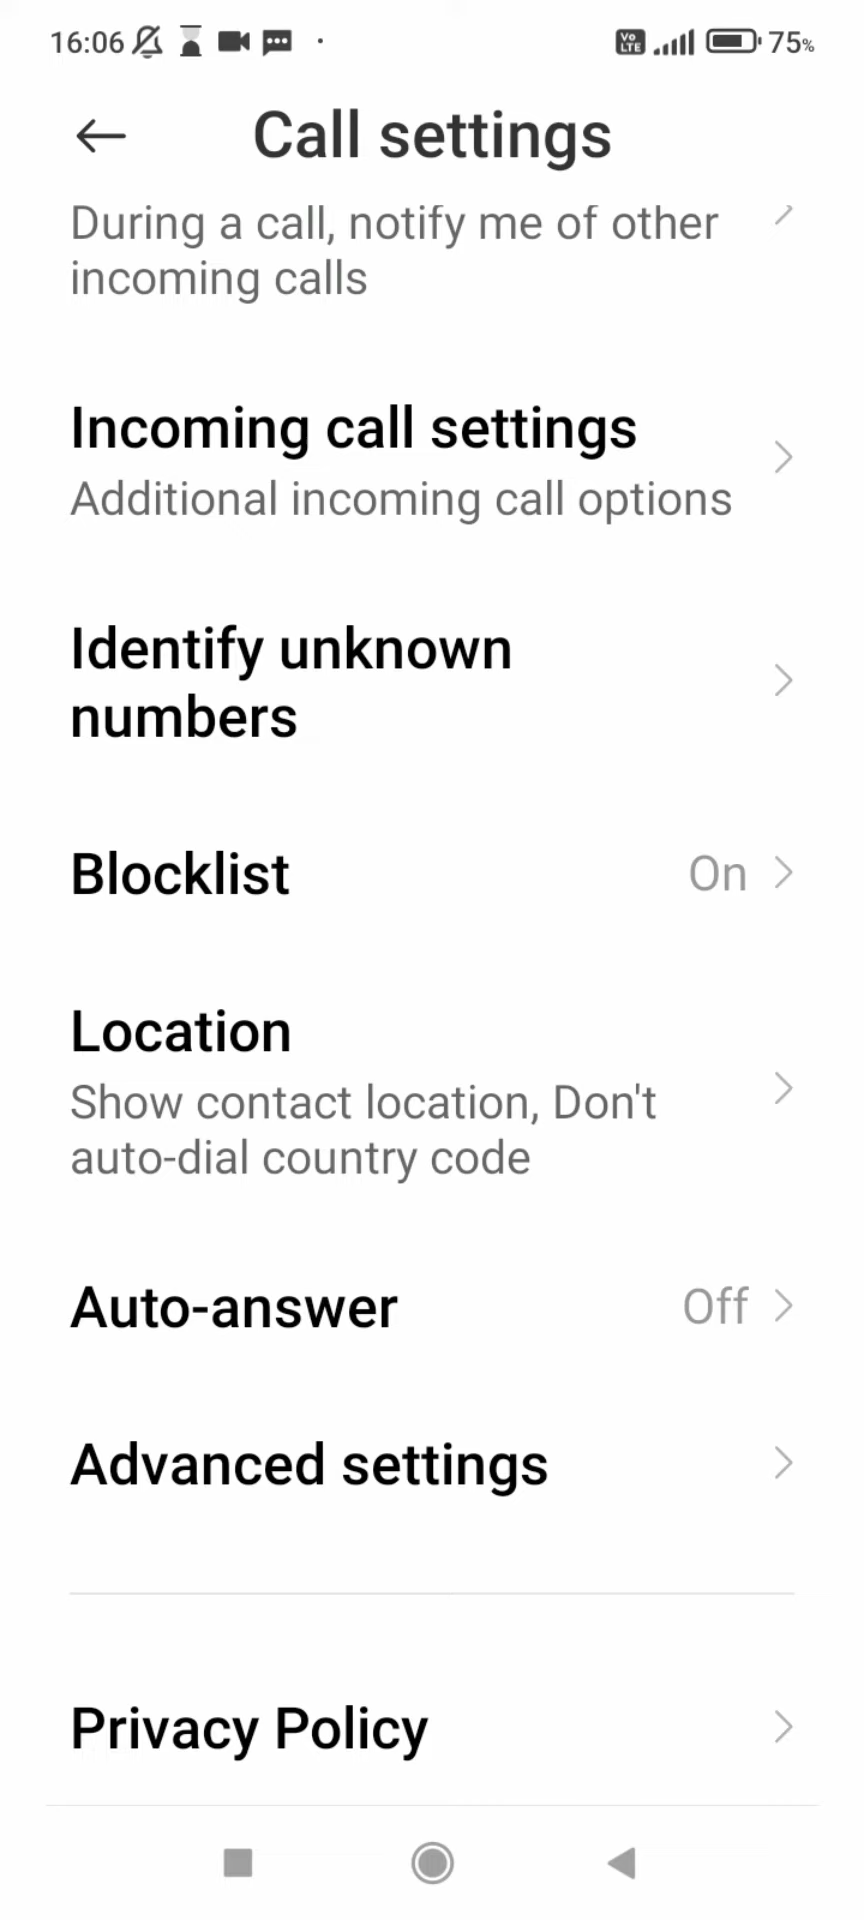 16:06 Vo LTE 75%
Call settings
During a call, notify me of other
incoming calls
Incoming call settings
Additional incoming call options
Identify unknown
numbers
Blocklist On
Location
Show contact location, Don't
auto-dial country code
Auto-answer Off
Advanced settings
Privacy Policy